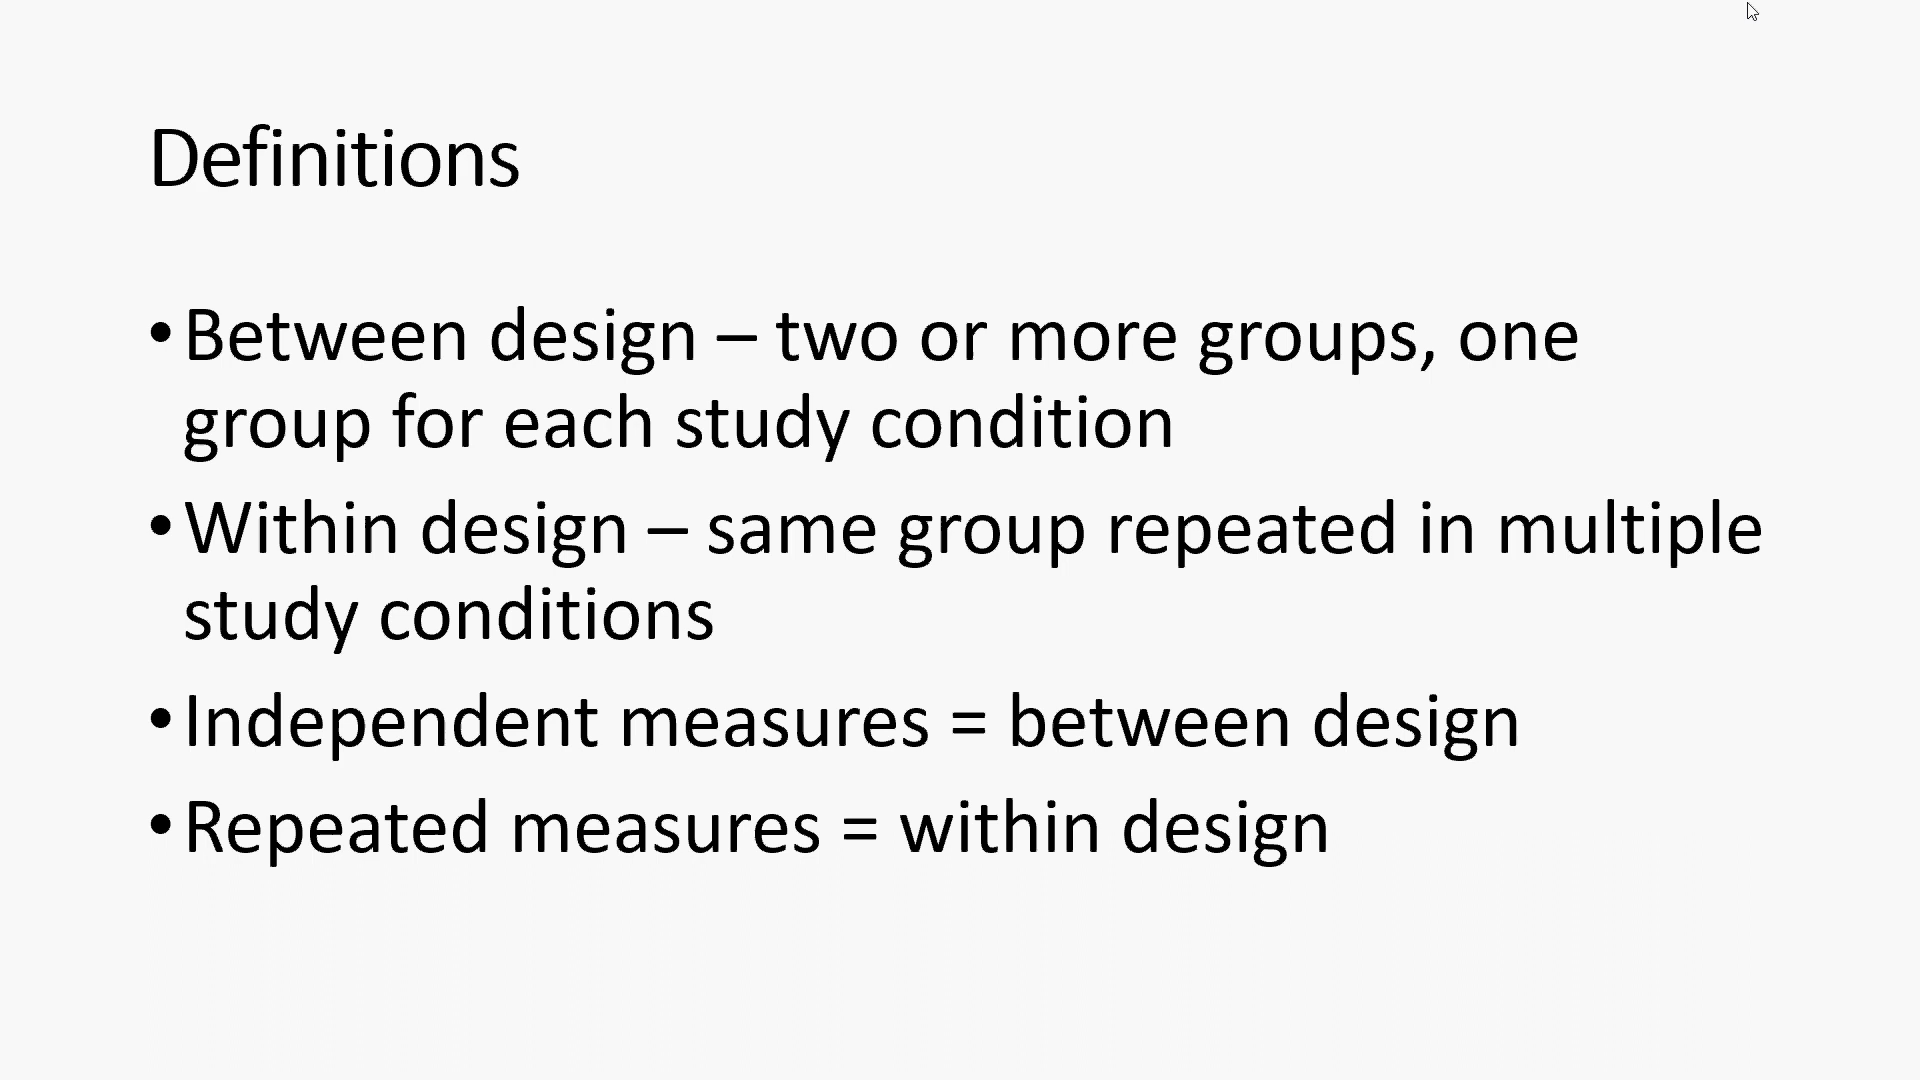 Definitions
•Between design – two or more groups, one
group for each study condition
•Within design – same group repeated in multiple
study conditions
•Independent measures = between design
•Repeated measures = within design